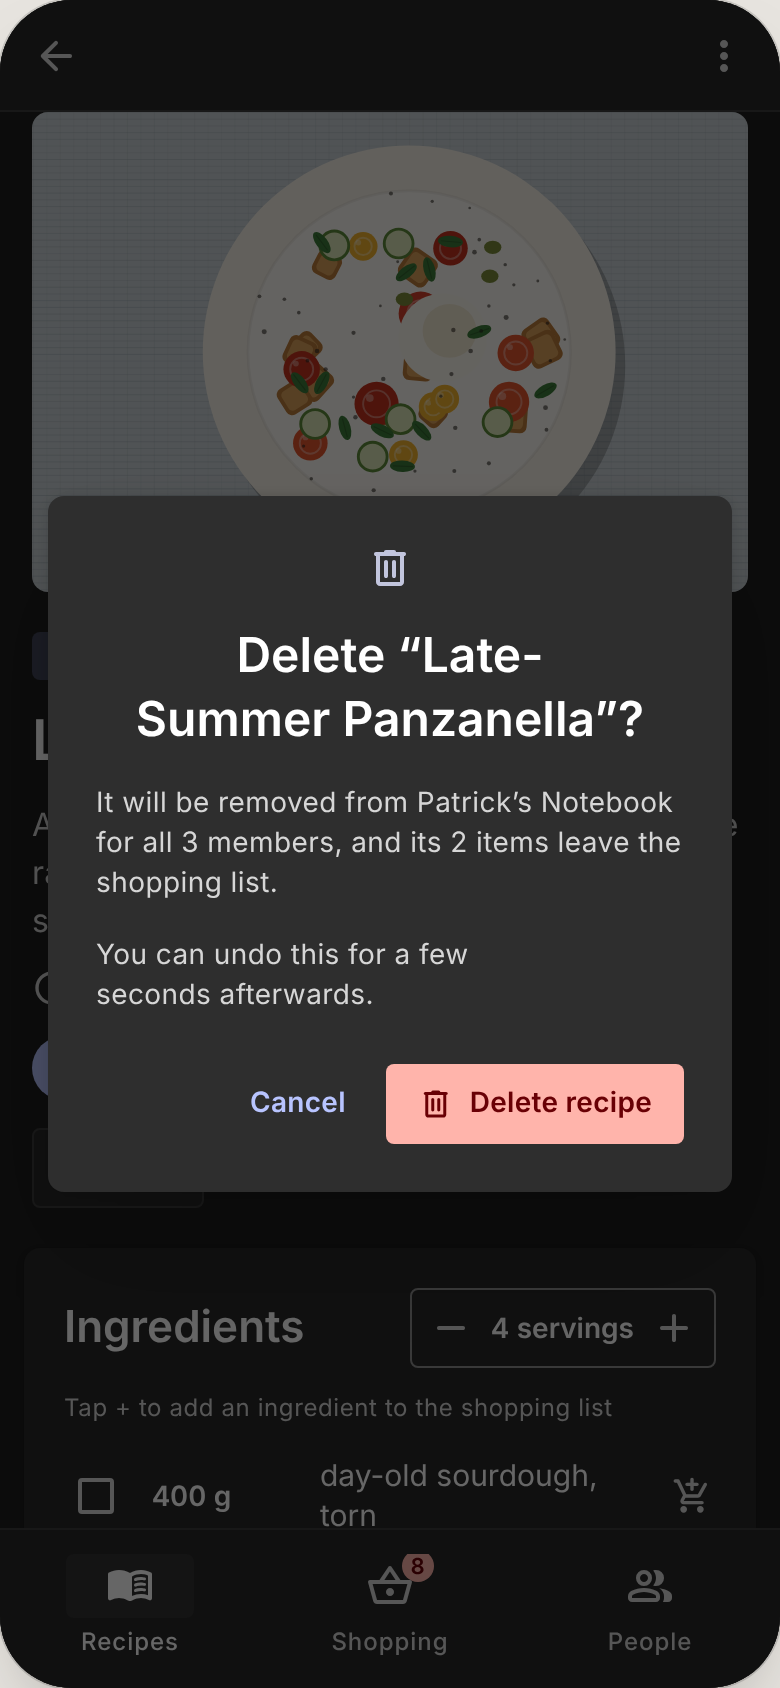 Delete “Late-
Summer Panzanella”?
It will be removed from Patrick’s Notebook
for all 3 members, and its 2 items leave the
shopping list.
You can undo this for a few
seconds afterwards.
Cancel
Delete recipe
Ingredients
4 servings
Tap + to add an ingredient to the shopping list
400 g
day-old sourdough,
torn
8
Recipes
Shopping
People